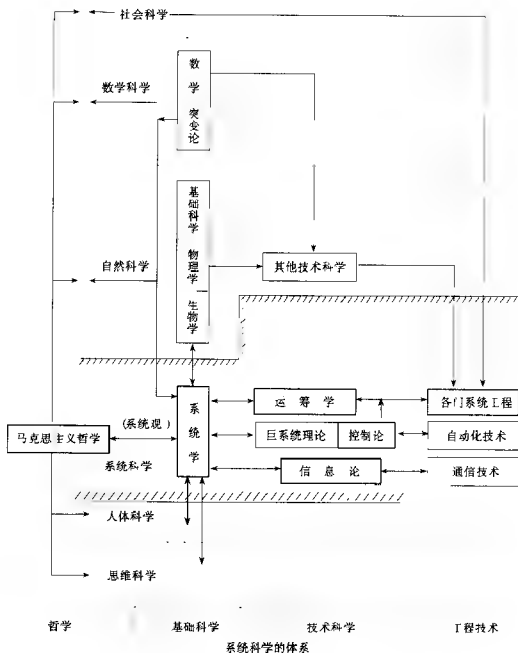 社会科学
数学科学
数学 突变论
自然科学
基础科学 物理学 生物学
其他技术科学
马克思主义哲学
(系统观)
系统科学
系统学
运筹学
各门系统工程
巨系统理论
控制论
自动化技术
信息论
通信技术
人体科学
思维科学
哲学
基础科学
技术科学
工程技术
系统科学的体系